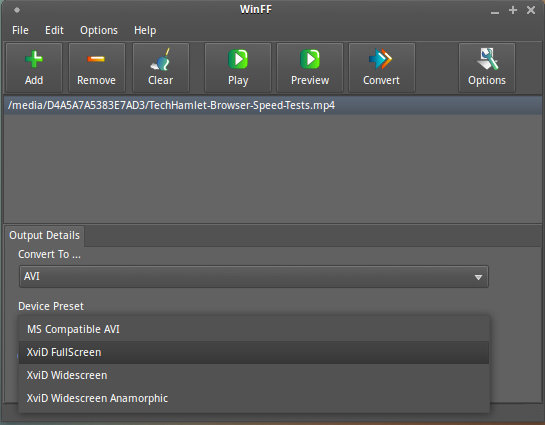 WinFF
File Edit Options Help
Add Remove Clear Play Preview Convert Options
/media/D4A5A7A5383E7AD3/TechHamlet-Browser-Speed-Tests.mp4
Output Details
Convert To ...
AVI
Device Preset
MS Compatible AVI
XviD FullScreen
XviD Widescreen
XviD Widescreen Anamorphic